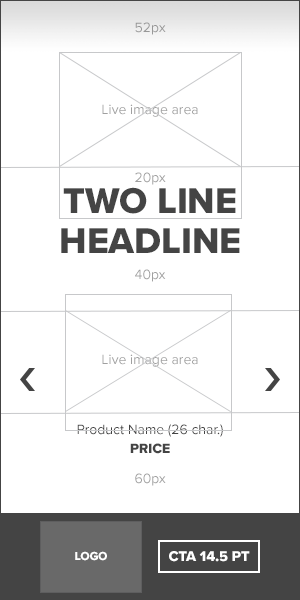 52px
Live image area
20px
TWO LINE
HEADLINE
40px
Live image area
❮ ❯
Product Name (26 char.)
PRICE
60px
LOGO
CTA 14.5 PT